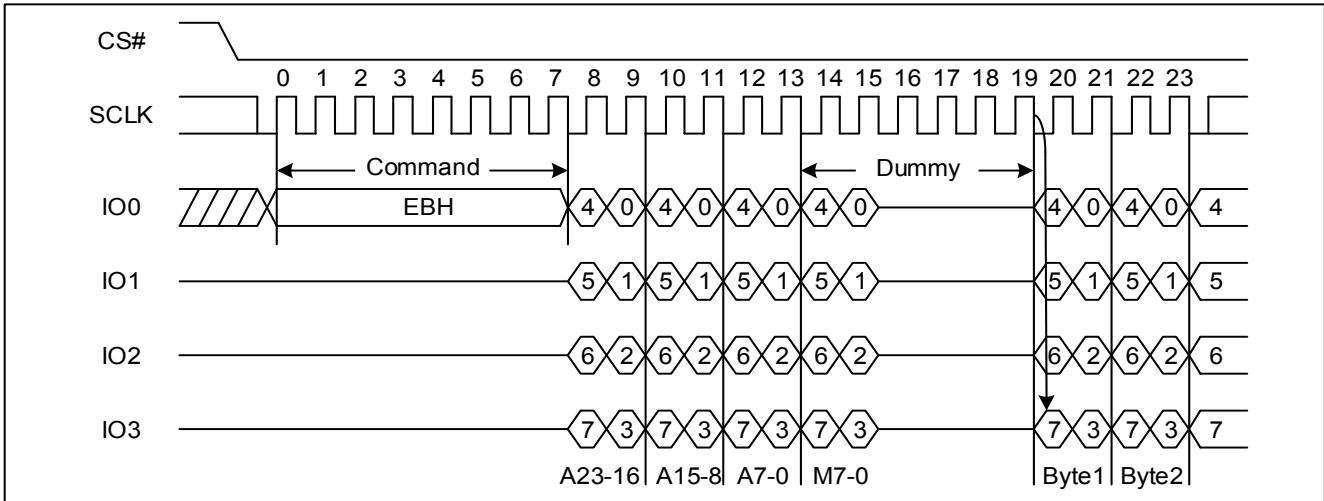 CS#
0 1 2 3 4 5 6 7 8 9 10 11 12 13 14 15 16 17 18 19 20 21 22 23
SCLK
Command Dummy
IO0 EBH 4 0 4 0 4 0 4 0 4 0 4 0 4
IO1 5 1 5 1 5 1 5 1 5 1 5 1 5
IO2 6 2 6 2 6 2 6 2 6 2 6 2 6
IO3 7 3 7 3 7 3 7 3 7 3 7 3 7
A23-16 A15-8 A7-0 M7-0 Byte1 Byte2